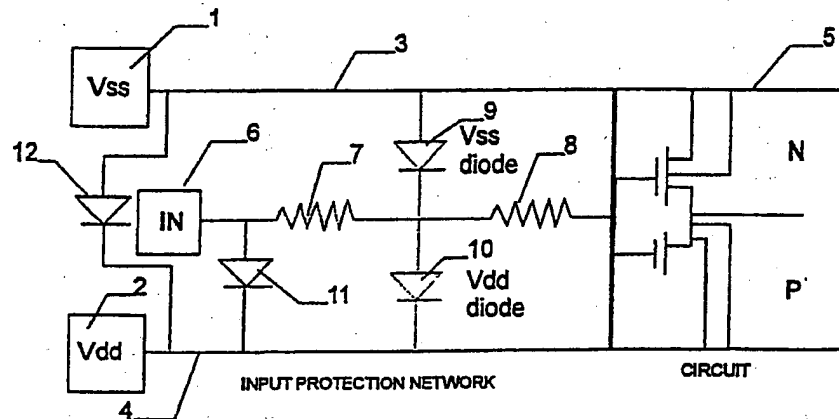 1
3
5
Vss
9
Vss
diode
6
7
8
N
12
IN
10
Vdd
diode
11
P
2
Vdd
4
INPUT PROTECTION NETWORK
CIRCUIT